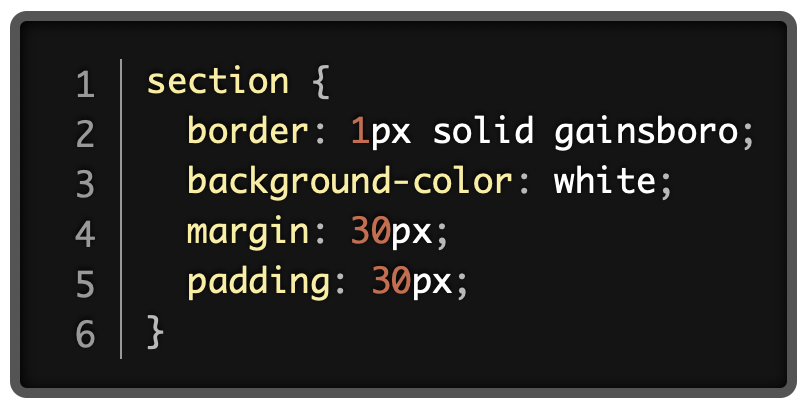 1 section {
2   border: 1px solid gainsboro;
3   background-color: white;
4   margin: 30px;
5   padding: 30px;
6 }